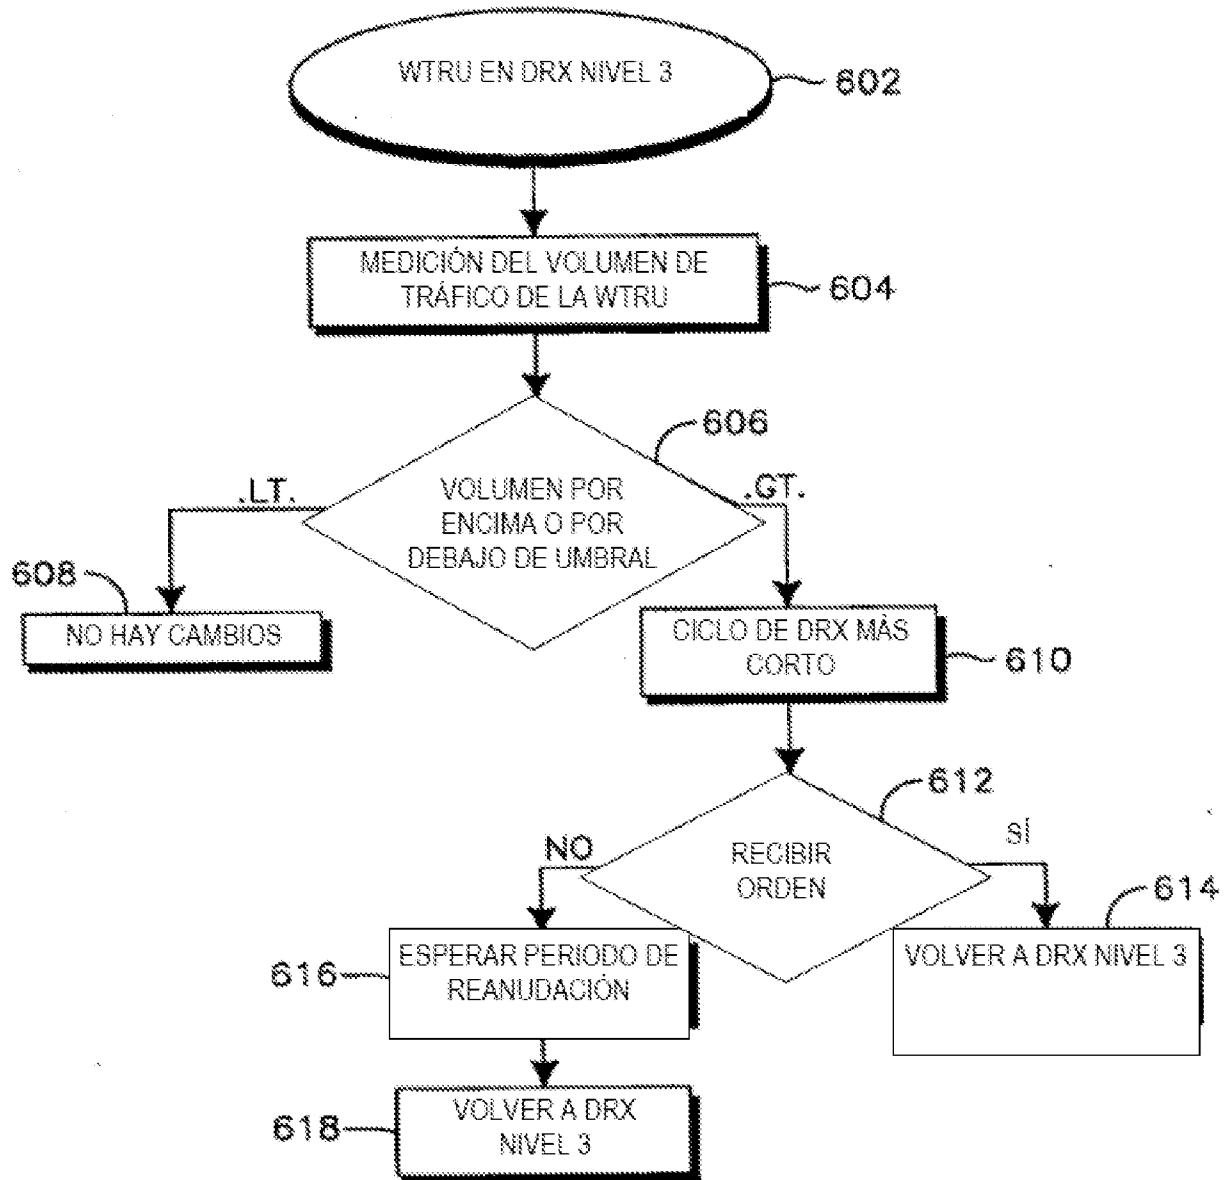 WTRU EN DRX NIVEL 3
602
MEDICIÓN DEL VOLUMEN DE
TRÁFICO DE LA WTRU
604
606
.LT.
VOLUMEN POR
ENCIMA O POR
DEBAJO DE UMBRAL
.GT.
608
NO HAY CAMBIOS
CICLO DE DRX MÁS
CORTO
610
612
NO
RECIBIR
ORDEN
SÍ
614
616
ESPERAR PERIODO DE
REANUDACIÓN
VOLVER A DRX NIVEL 3
618
VOLVER A DRX
NIVEL 3